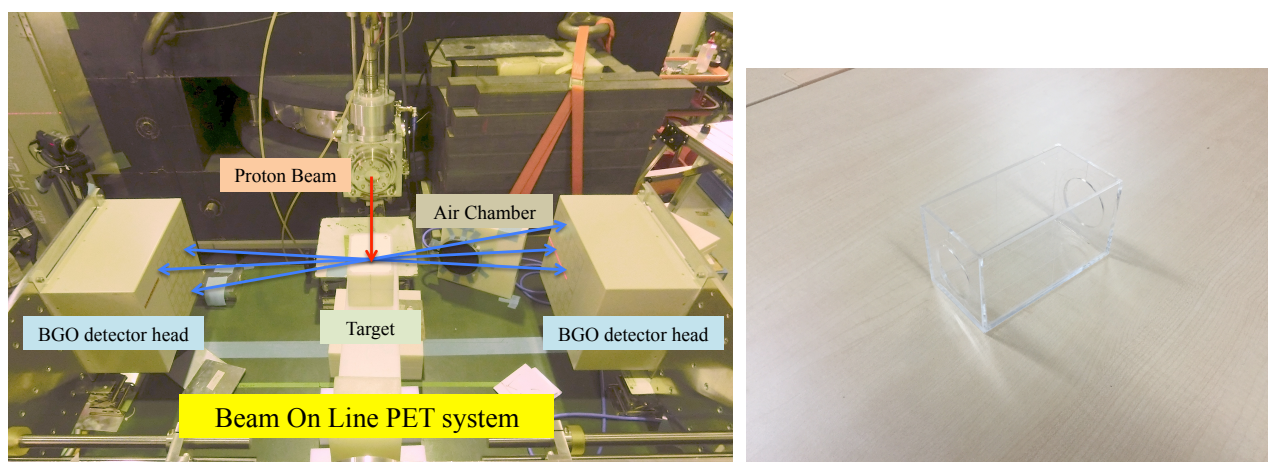 Proton Beam
Air Chamber
BGO detector head
Target
BGO detector head
Beam On Line PET system